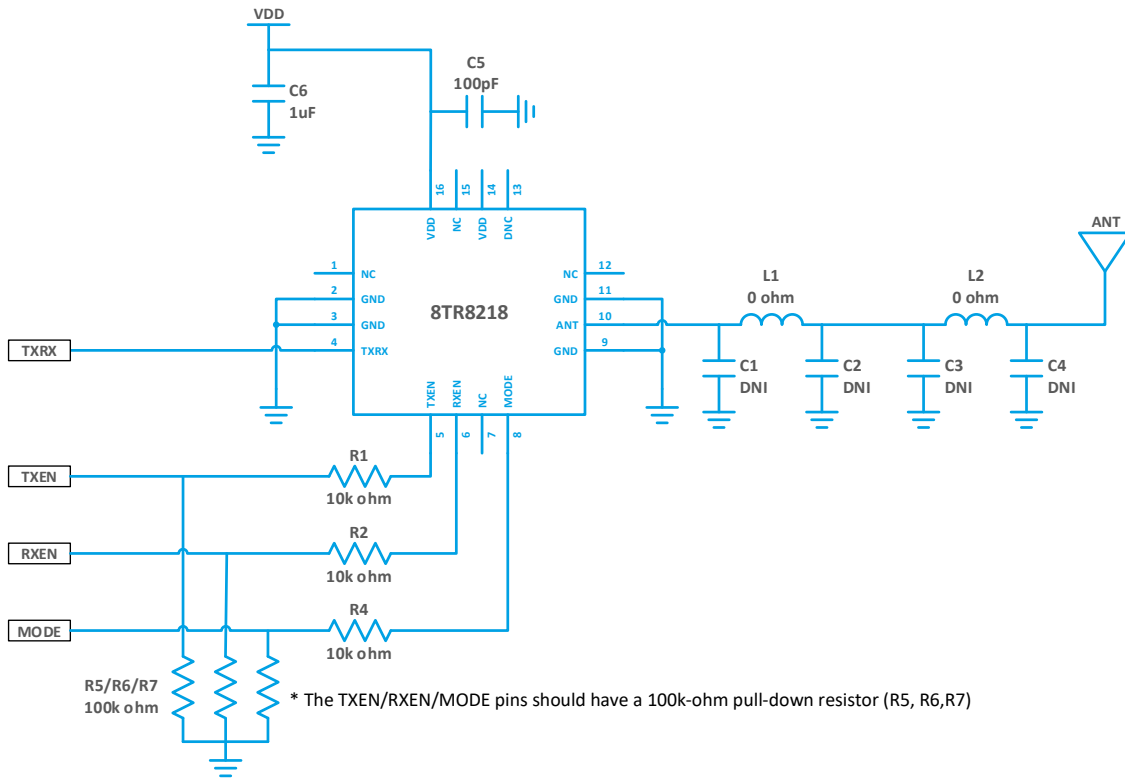 VDD
C5
100pF
C6
1uF
16
15
14
13
VDD
NC
VDD
DNC
ANT
1
NC
NC
12
L1
0 ohm
L2
0 ohm
2
GND
GND
11
8TR8218
3
GND
ANT
10
TXRX
4
TXRX
GND
9
C1
DNI
C2
DNI
C3
DNI
C4
DNI
TXEN
RXEN
NC
MODE
5
6
7
8
TXEN
R1
10k ohm
RXEN
R2
10k ohm
MODE
R4
10k ohm
R5/R6/R7
100k ohm
* The TXEN/RXEN/MODE pins should have a 100k-ohm pull-down resistor (R5, R6,R7)